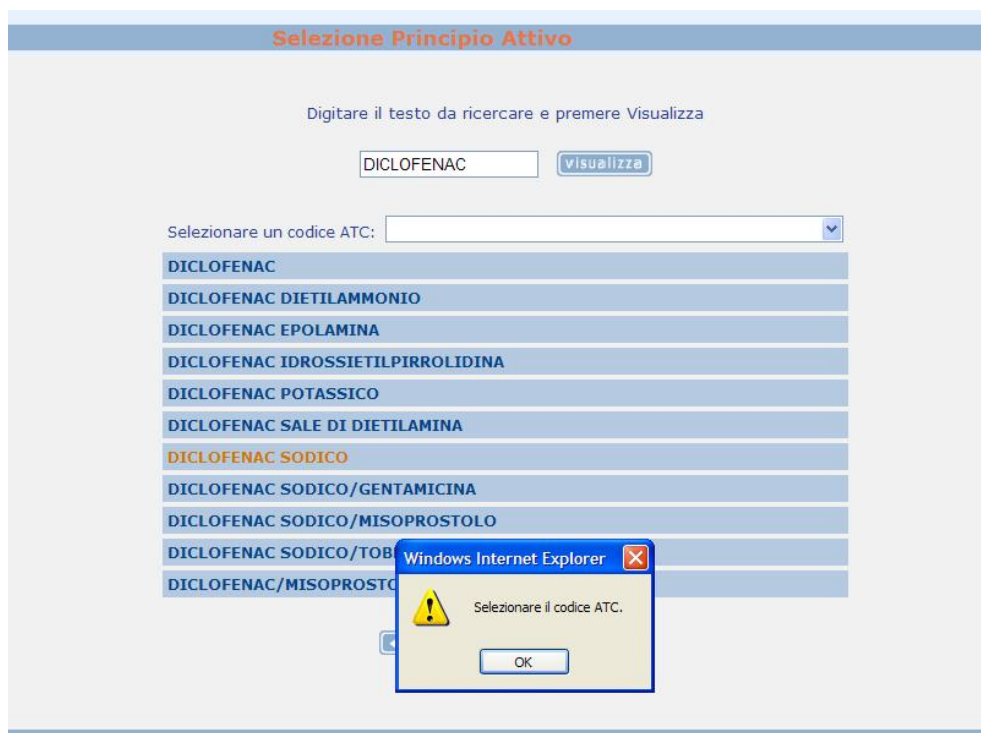 Selezione Principio Attivo
Digitare il testo da ricercare e premere Visualizza
DICLOFENAC
visualizza
Selezionare un codice ATC:
DICLOFENAC
DICLOFENAC DIETILAMMONIO
DICLOFENAC EPOLAMINA
DICLOFENAC IDROSSIETILPIRROLIDINA
DICLOFENAC POTASSICO
DICLOFENAC SALE DI DIETILAMINA
DICLOFENAC SODICO
DICLOFENAC SODICO/GENTAMICINA
DICLOFENAC SODICO/MISOPROSTOLO
DICLOFENAC
Windows Internet Explorer
Selezionare il codice ATC.
OK